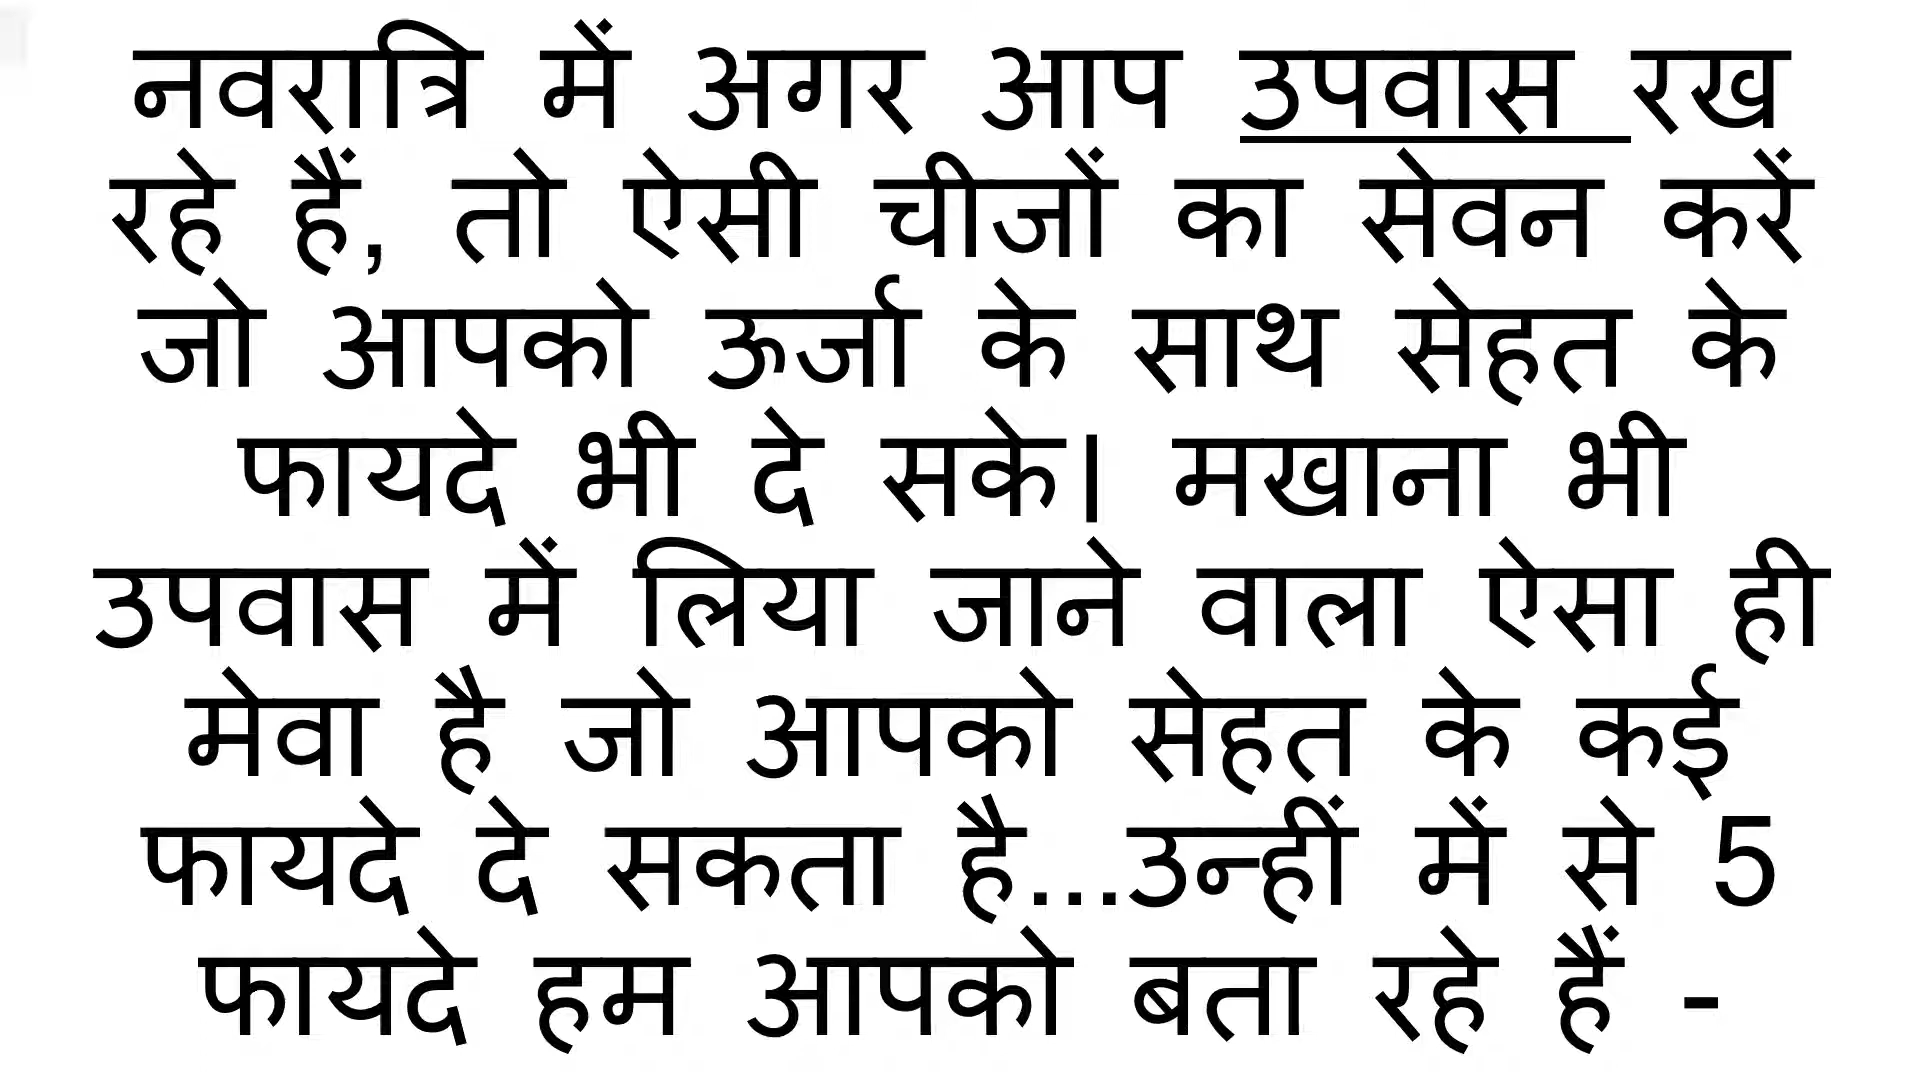 नवरात्रि में अगर आप उपवास रख
रहे हैं, तो ऐसी चीजों का सेवन करें
जो आपको ऊर्जा के साथ सेहत के
फायदे भी दे सके। मखाना भी
उपवास में लिया जाने वाला ऐसा ही
मेवा है जो आपको सेहत के कई
फायदे दे सकता है...उन्हीं में से 5
फायदे हम आपको बता रहे हैं -